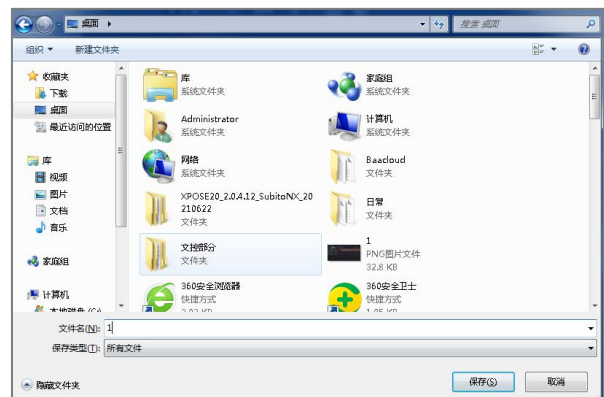 桌面
搜索 桌面
组织
新建文件夹
收藏夹
下载
桌面
最近访问的位置
库
视频
图片
文档
音乐
家庭组
计算机
库
系统文件夹
家庭组
系统文件夹
Administrator
系统文件夹
计算机
系统文件夹
网络
系统文件夹
Baacloud
文件夹
XPOSE20_2.0.4.12_SubitoNX_20
210622
文件夹
日常
文件夹
文控部分
文件夹
1
PNG图片文件
32.8 KB
360安全浏览器
快捷方式
360安全卫士
快捷方式
文件名(N):
1
保存类型(T):
所有文件
隐藏文件夹
保存(S)
取消